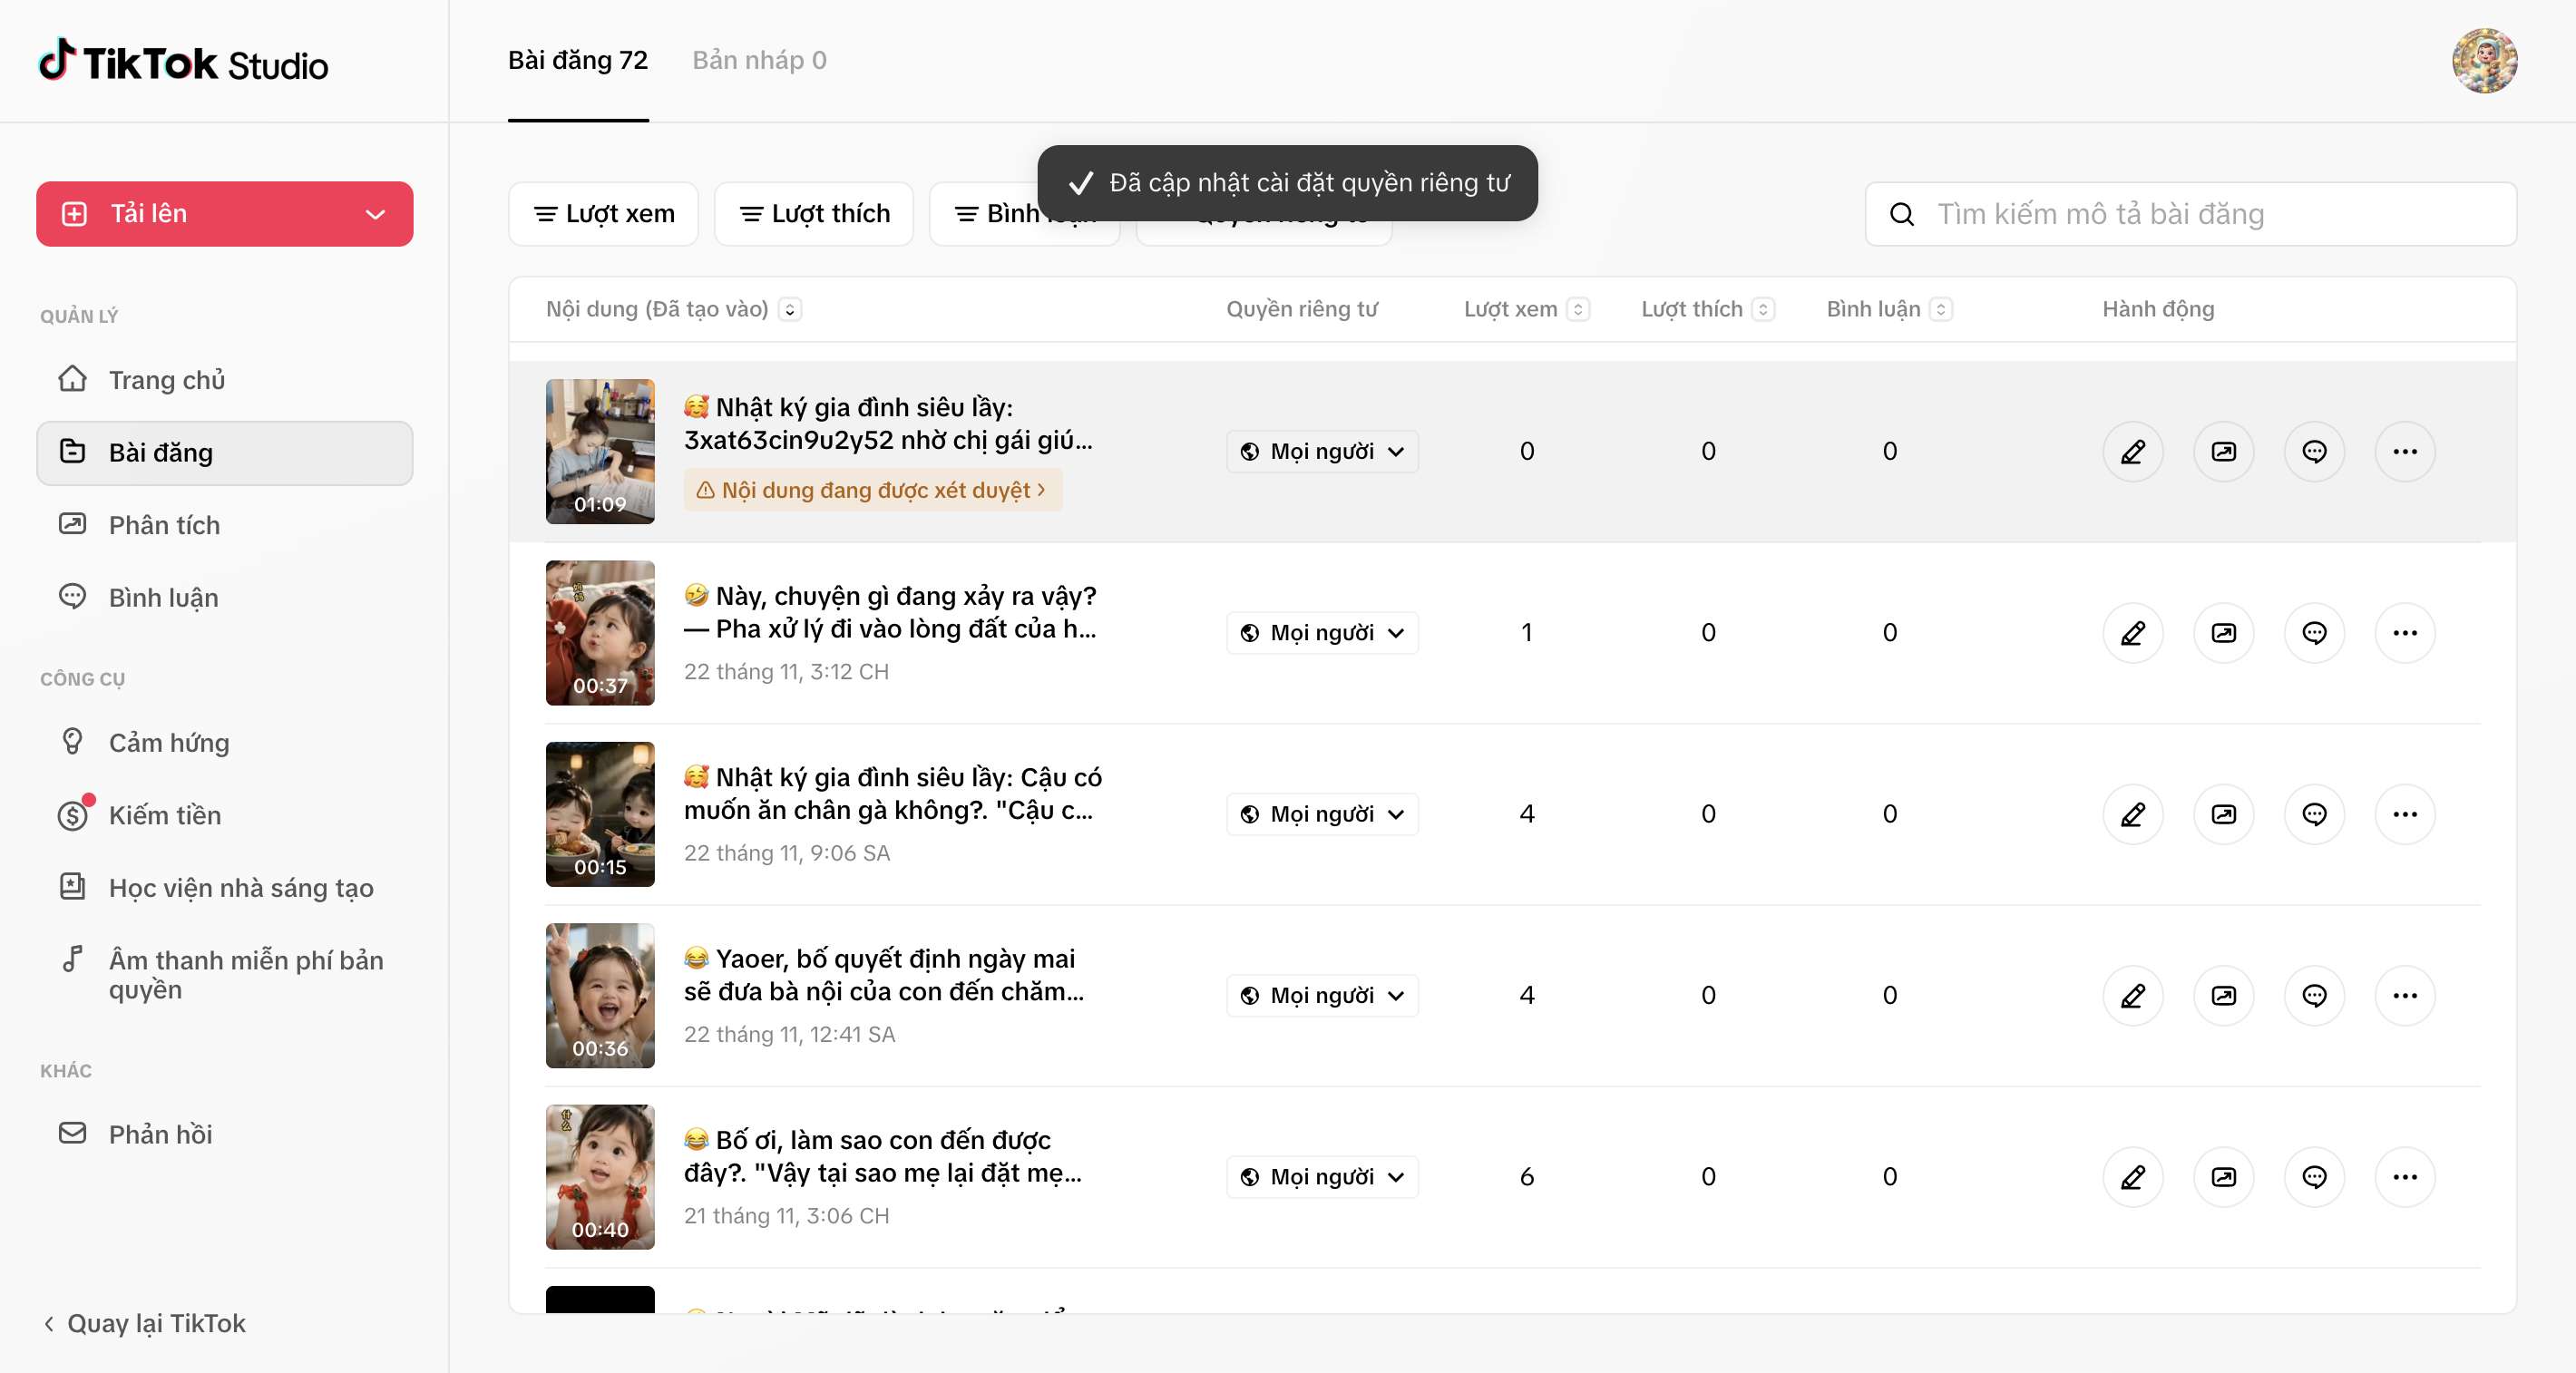 TikTok Studio
Bài đăng 72
Bản nháp 0
Đã cập nhật cài đặt quyền riêng tư
Tải lên
Lượt xem
Lượt thích
Tìm kiếm mô tả bài đăng
QUẢN LÝ
Trang chủ
Bài đăng
Phân tích
Bình luận
CÔNG CỤ
Cảm hứng
Kiếm tiền
Học viện nhà sáng tạo
Âm thanh miễn phí bản
quyền
KHÁC
Phản hồi
Quay lại TikTok
Nội dung (Đã tạo vào)
Quyền riêng tư
Lượt xem
Lượt thích
Bình luận
Hành động
01:09
🥰 Nhật ký gia đình siêu lầy:
3xat63cin9u2y52 nhờ chị gái giú...
Nội dung đang được xét duyệt
Mọi người
0
0
0
00:37
🤣 Này, chuyện gì đang xảy ra vậy?
— Pha xử lý đi vào lòng đất của h...
22 tháng 11, 3:12 CH
Mọi người
1
0
0
00:15
🥰 Nhật ký gia đình siêu lầy: Cậu có
muốn ăn chân gà không?. "Cậu c...
22 tháng 11, 9:06 SA
Mọi người
4
0
0
00:36
😂 Yaoer, bố quyết định ngày mai
sẽ đưa bà nội của con đến chăm...
22 tháng 11, 12:41 SA
Mọi người
4
0
0
什么
00:40
😂 Bố ơi, làm sao con đến được
đây?. "Vậy tại sao mẹ lại đặt mẹ...
21 tháng 11, 3:06 CH
Mọi người
6
0
0